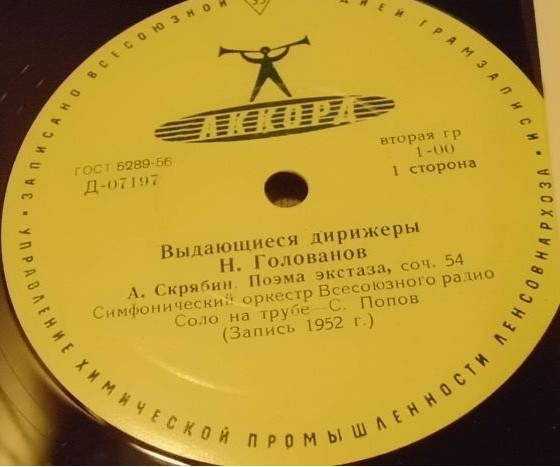 ЗАПИСАНО ВСЕСОЮЗНОЙ
33
ДИЕЙ ГРАМЗАПИСИ
АККОРД
ГОСТ 5289-56
Д-07197
вторая гр
1-00
1 сторона
Выдающиеся дирижеры
Н. Голованов
А. Скрябин. Поэма экстаза, соч. 54
Симфонический оркестр Всесоюзного радио
Соло на трубе—С. Попов
(Запись 1952 г.)
УПРАВЛЕНИЕ ХИМИЧЕСКОЙ ПРОМЫШЛЕННОСТИ ЛЕНСОВНАРХОЗА